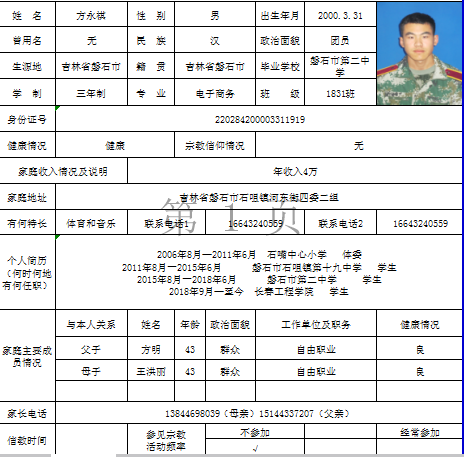 姓 名 方永祺 性 别 男 出生年月 2000.3.31
曾用名 无 民 族 汉 政治面貌 团员
生源地 吉林省磐石市 籍 贯 吉林省磐石市 毕业学校 磐石市第二中学
学 制 三年制 专 业 电子商务 班 级 1831班
身份证号 220284200003311919
健康情况 健康 宗教信仰情况 无
家庭收入情况及说明 年收入4万
家庭地址 吉林省磐石市石咀镇河东街四委二组
有何特长 体育和音乐 联系电话1 16643240559 联系电话2 16643240559
第 1 页
个人简历（何时何地有何任职）
2006年8月—2011年6月 石嘴中心小学 体委
2011年8月—2015年6月 磐石市石咀镇第十九中学 学生
2015年8月—2018年6月 磐石市第二中学 学生
2018年9月—至今 长春工程学院 学生
家庭主要成员情况
与本人关系 姓名 年龄 政治面貌 工作单位及职务 健康情况
父子 方明 43 群众 自由职业 良
母子 王洪丽 43 群众 自由职业 良
家长电话 13844698039（母亲）15144337207（父亲）
信教时间 参见宗教活动频率 不参加 经常参加
√